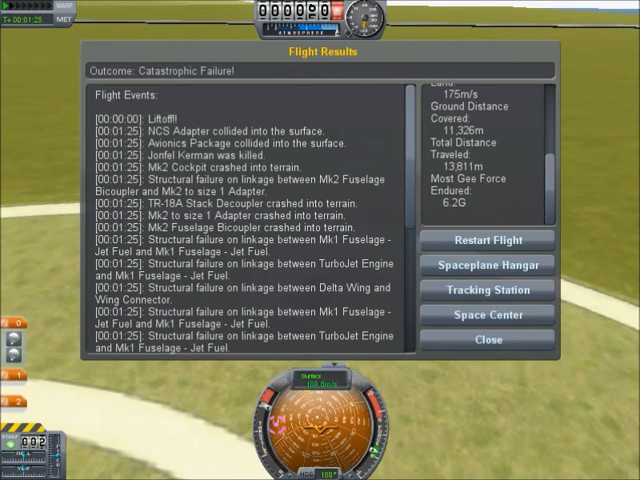 WARP
T+ 00:01:25 MET
ATMOSPHERE
Flight Results
Outcome: Catastrophic Failure!
Flight Events:
[00:00:00]: Liftoff!!
[00:01:25]: NCS Adapter collided into the surface.
[00:01:25]: Avionics Package collided into the surface.
[00:01:25]: Jonfel Kerman was killed.
[00:01:25]: Mk2 Cockpit crashed into terrain.
[00:01:25]: Structural failure on linkage between Mk2 Fuselage
Bicoupler and Mk2 to size 1 Adapter.
[00:01:25]: TR-18A Stack Decoupler crashed into terrain.
[00:01:25]: Mk2 to size 1 Adapter crashed into terrain.
[00:01:25]: Mk2 Fuselage Bicoupler crashed into terrain.
[00:01:25]: Structural failure on linkage between Mk1 Fuselage -
Jet Fuel and Mk1 Fuselage - Jet Fuel.
[00:01:25]: Structural failure on linkage between TurboJet Engine
and Mk1 Fuselage - Jet Fuel.
[00:01:25]: Structural failure on linkage between Delta Wing and
Wing Connector.
[00:01:25]: Structural failure on linkage between Mk1 Fuselage -
Jet Fuel and Mk1 Fuselage - Jet Fuel.
[00:01:25]: Structural failure on linkage between TurboJet Engine
and Mk1 Fuselage - Jet Fuel.
Land:
175m/s
Ground Distance
Covered:
11,326m
Total Distance
Traveled:
13,811m
Most Gee Force
Endured:
6.2G
Restart Flight
Spaceplane Hangar
Tracking Station
Space Center
Close
0
1
2
STAGE
Surface
HDG 188°